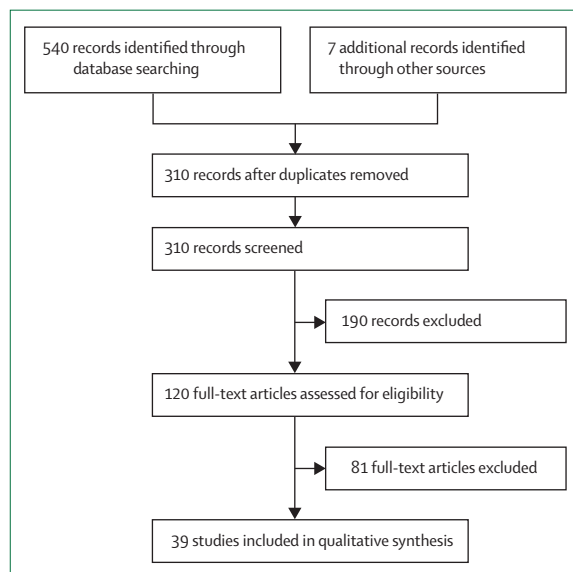 540 records identified through
database searching
7 additional records identified
through other sources
310 records after duplicates removed
310 records screened
190 records excluded
120 full-text articles assessed for eligibility
81 full-text articles excluded
39 studies included in qualitative synthesis